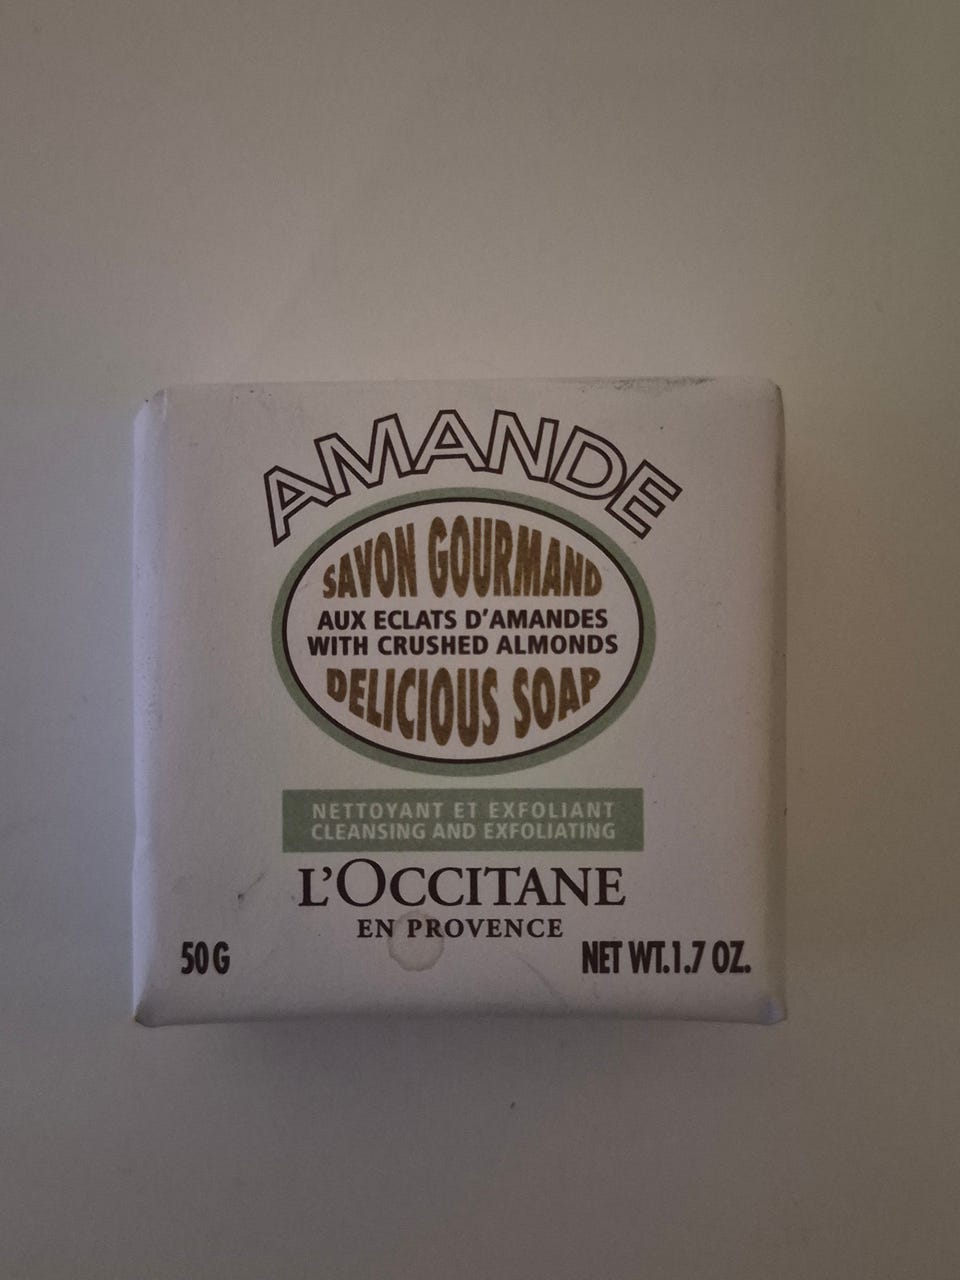 AMANDE
SAVON GOURMAND
AUX ECLATS D'AMANDES
WITH CRUSHED ALMONDS
DELICIOUS SOAP
NETTOYANT ET EXFOLIANT
CLEANSING AND EXFOLIATING
L'OCCITANE
EN PROVENCE
50 G
NET WT.1.7 OZ.